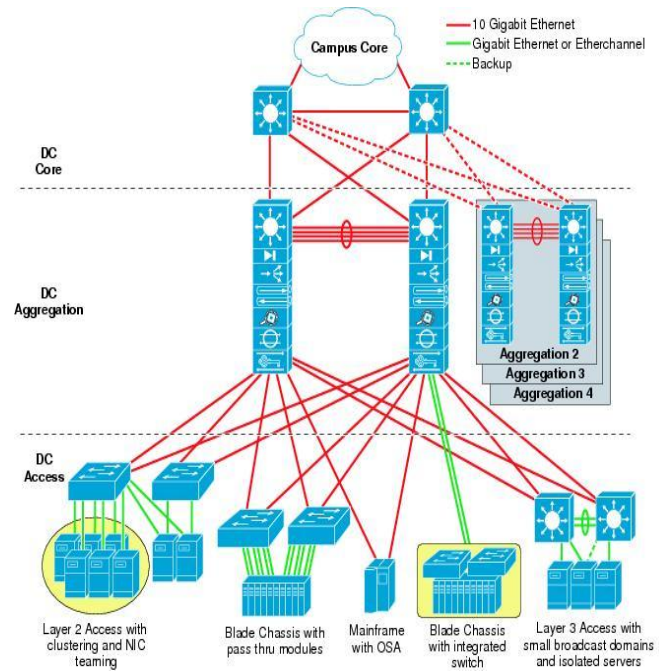 10 Gigabit Ethernet
Gigabit Ethernet or Etherchannel
Backup
Campus Core
DC
Core
DC
Aggregation
Aggregation 2
Aggregation 3
Aggregation 4
DC
Access
Layer 2 Access with
clustering and NIC
teaming
Blade Chassis with
pass thru modules
Mainframe
with OSA
Blade Chassis
with integrated
switch
Layer 3 Access with
small broadcast domains
and isolated servers